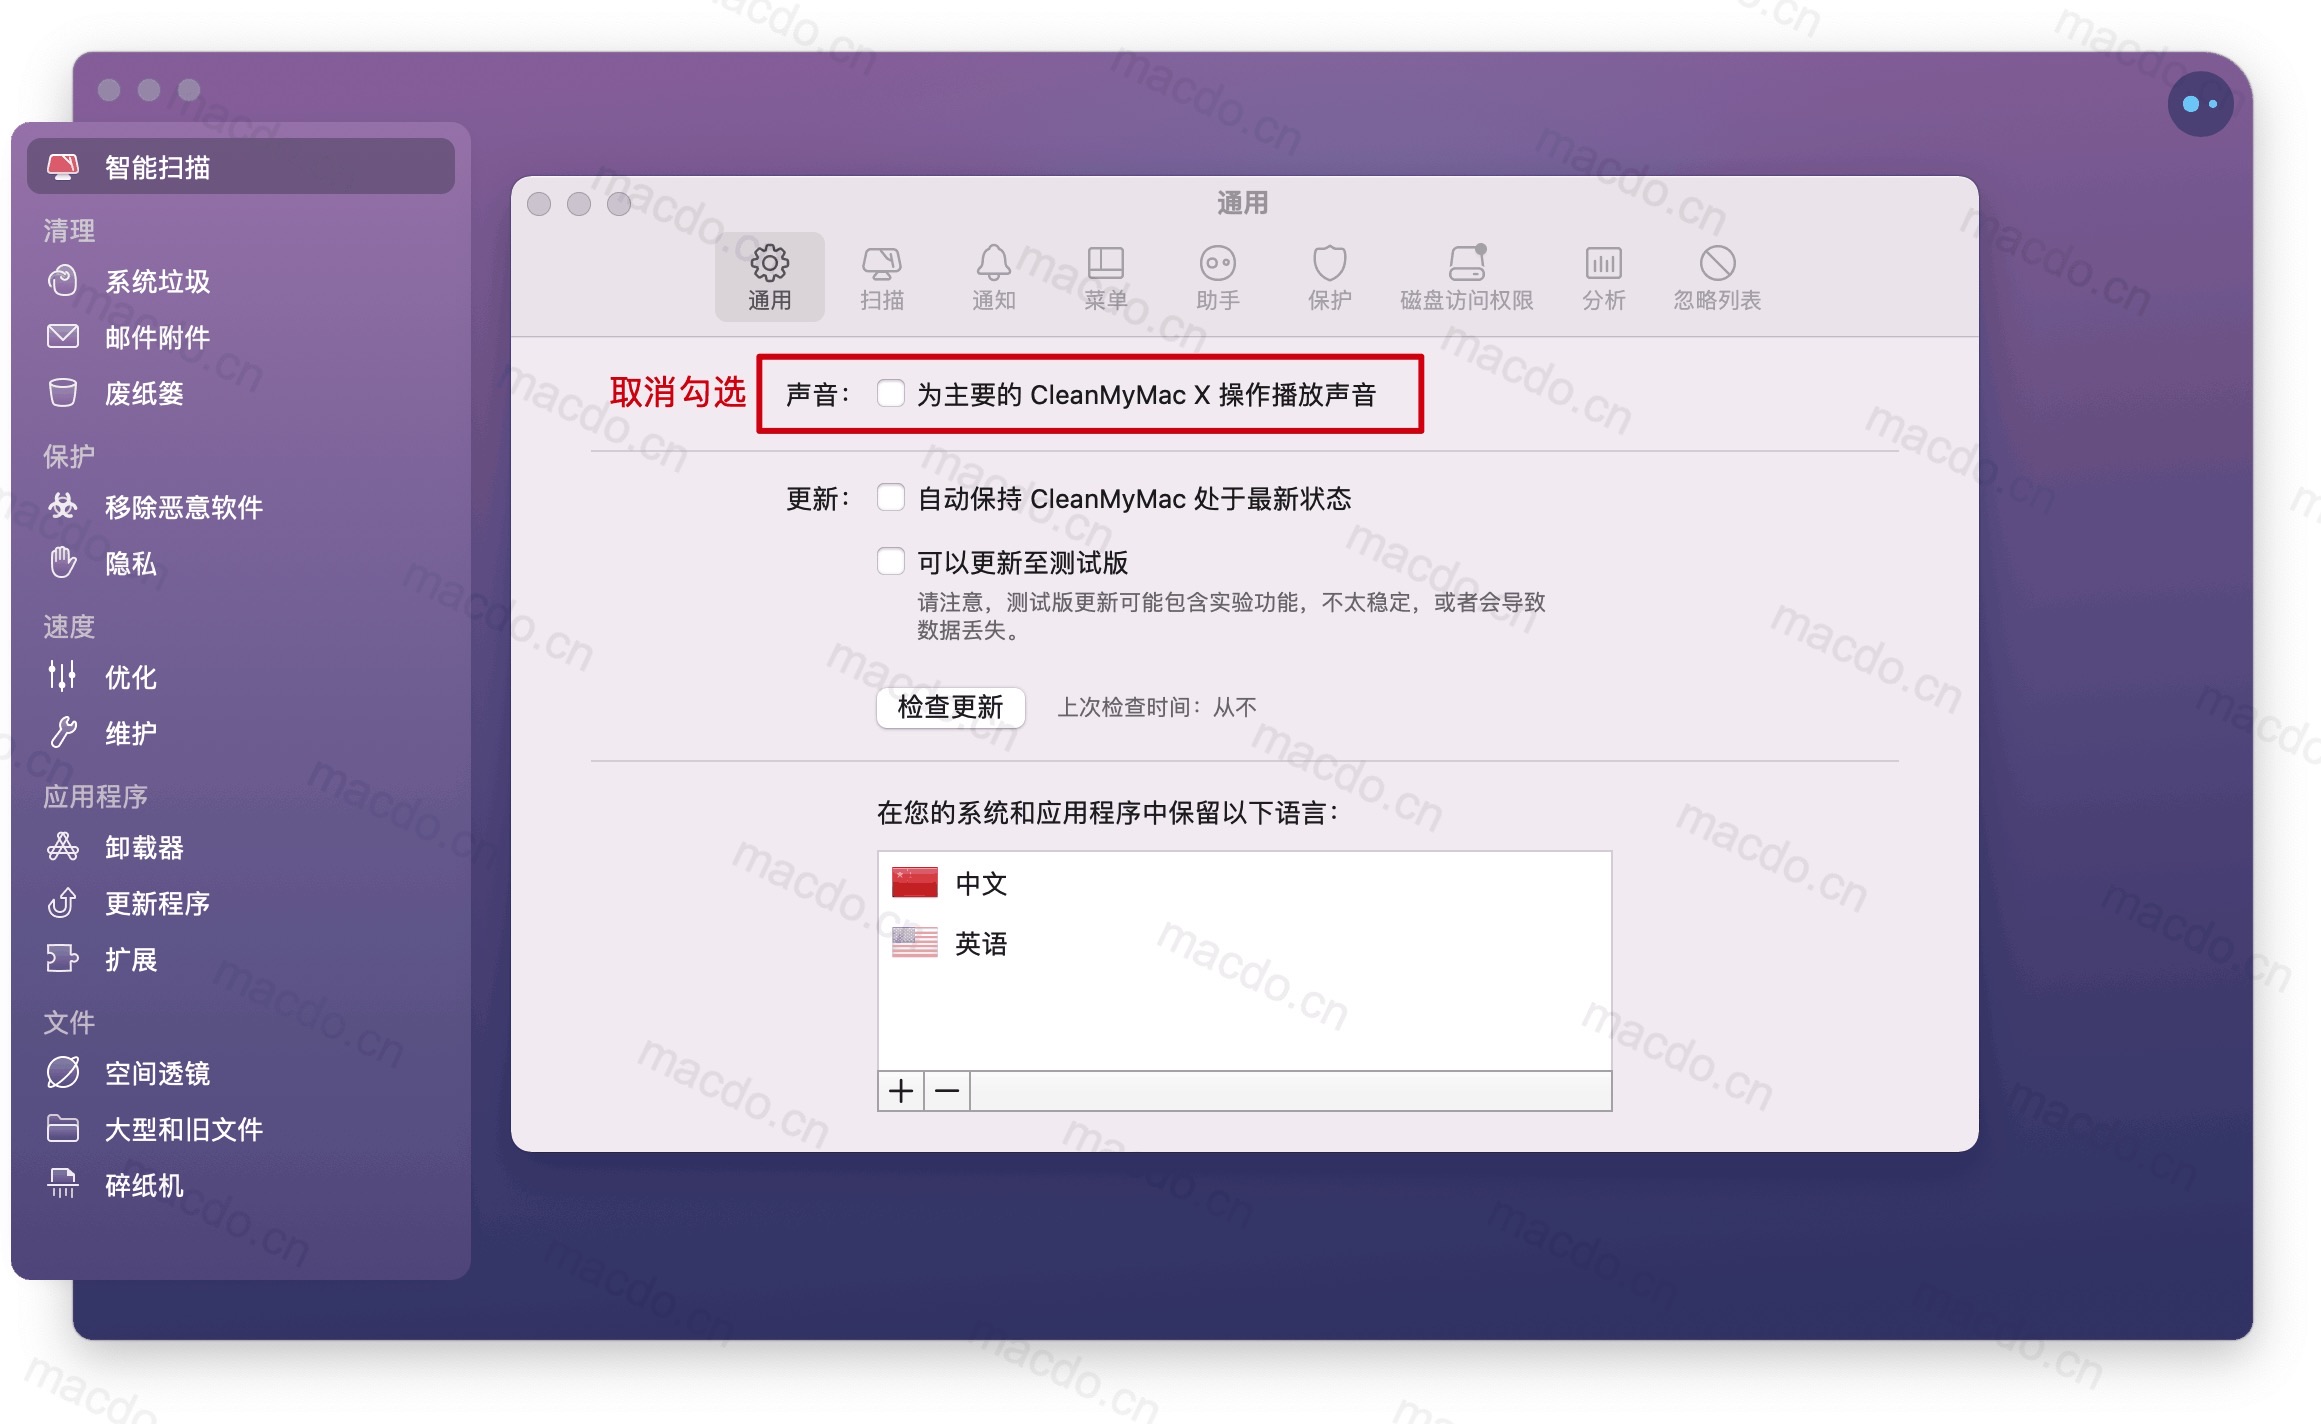 智能扫描
清理
系统垃圾
邮件附件
废纸篓
保护
移除恶意软件
隐私
速度
优化
维护
应用程序
卸载器
更新程序
扩展
文件
空间透镜
大型和旧文件
碎纸机
通用
通用 扫描 通知 菜单 助手 保护 磁盘访问权限 分析 忽略列表
取消勾选 声音： 为主要的 CleanMyMac X 操作播放声音
更新： 自动保持 CleanMyMac 处于最新状态
可以更新至测试版
请注意，测试版更新可能包含实验功能，不太稳定，或者会导致
数据丢失。
检查更新 上次检查时间：从不
在您的系统和应用程序中保留以下语言：
中文
英语
macdo.cn